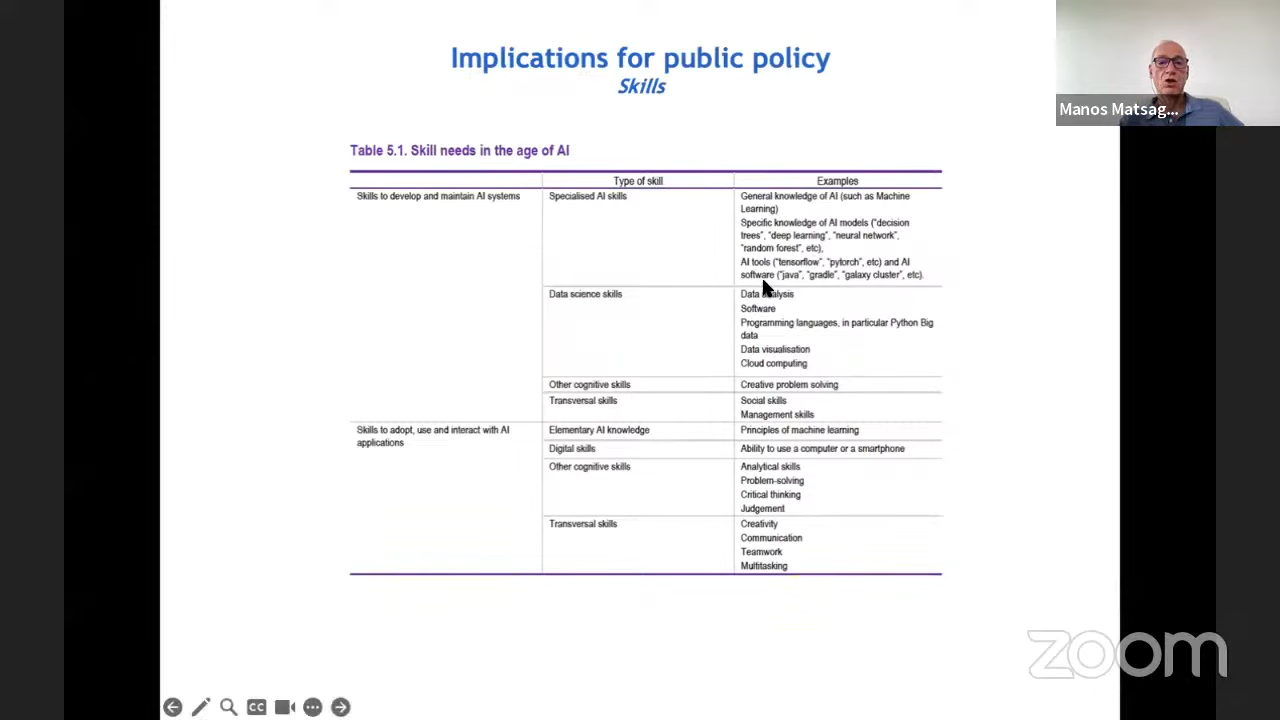 Implications for public policy
Skills
Manos Matsag...
Table 5.1. Skill needs in the age of AI
Type of skill
Examples
Skills to develop and maintain AI systems
Specialised AI skills
General knowledge of AI (such as Machine
Learning)
Specific knowledge of AI models ("decision
trees", "deep learning", "neural network",
"random forest", etc),
AI tools ("tensorflow", "pytorch", etc) and AI
software ("java", "gradle", "galaxy cluster", etc).
Data science skills
Data analysis
Software
Programming languages, in particular Python Big
data
Data visualisation
Cloud computing
Other cognitive skills
Creative problem solving
Transversal skills
Social skills
Management skills
Skills to adopt, use and interact with AI
applications
Elementary AI knowledge
Principles of machine learning
Digital skills
Ability to use a computer or a smartphone
Other cognitive skills
Analytical skills
Problem-solving
Critical thinking
Judgement
Transversal skills
Creativity
Communication
Teamwork
Multitasking
zoom
CC